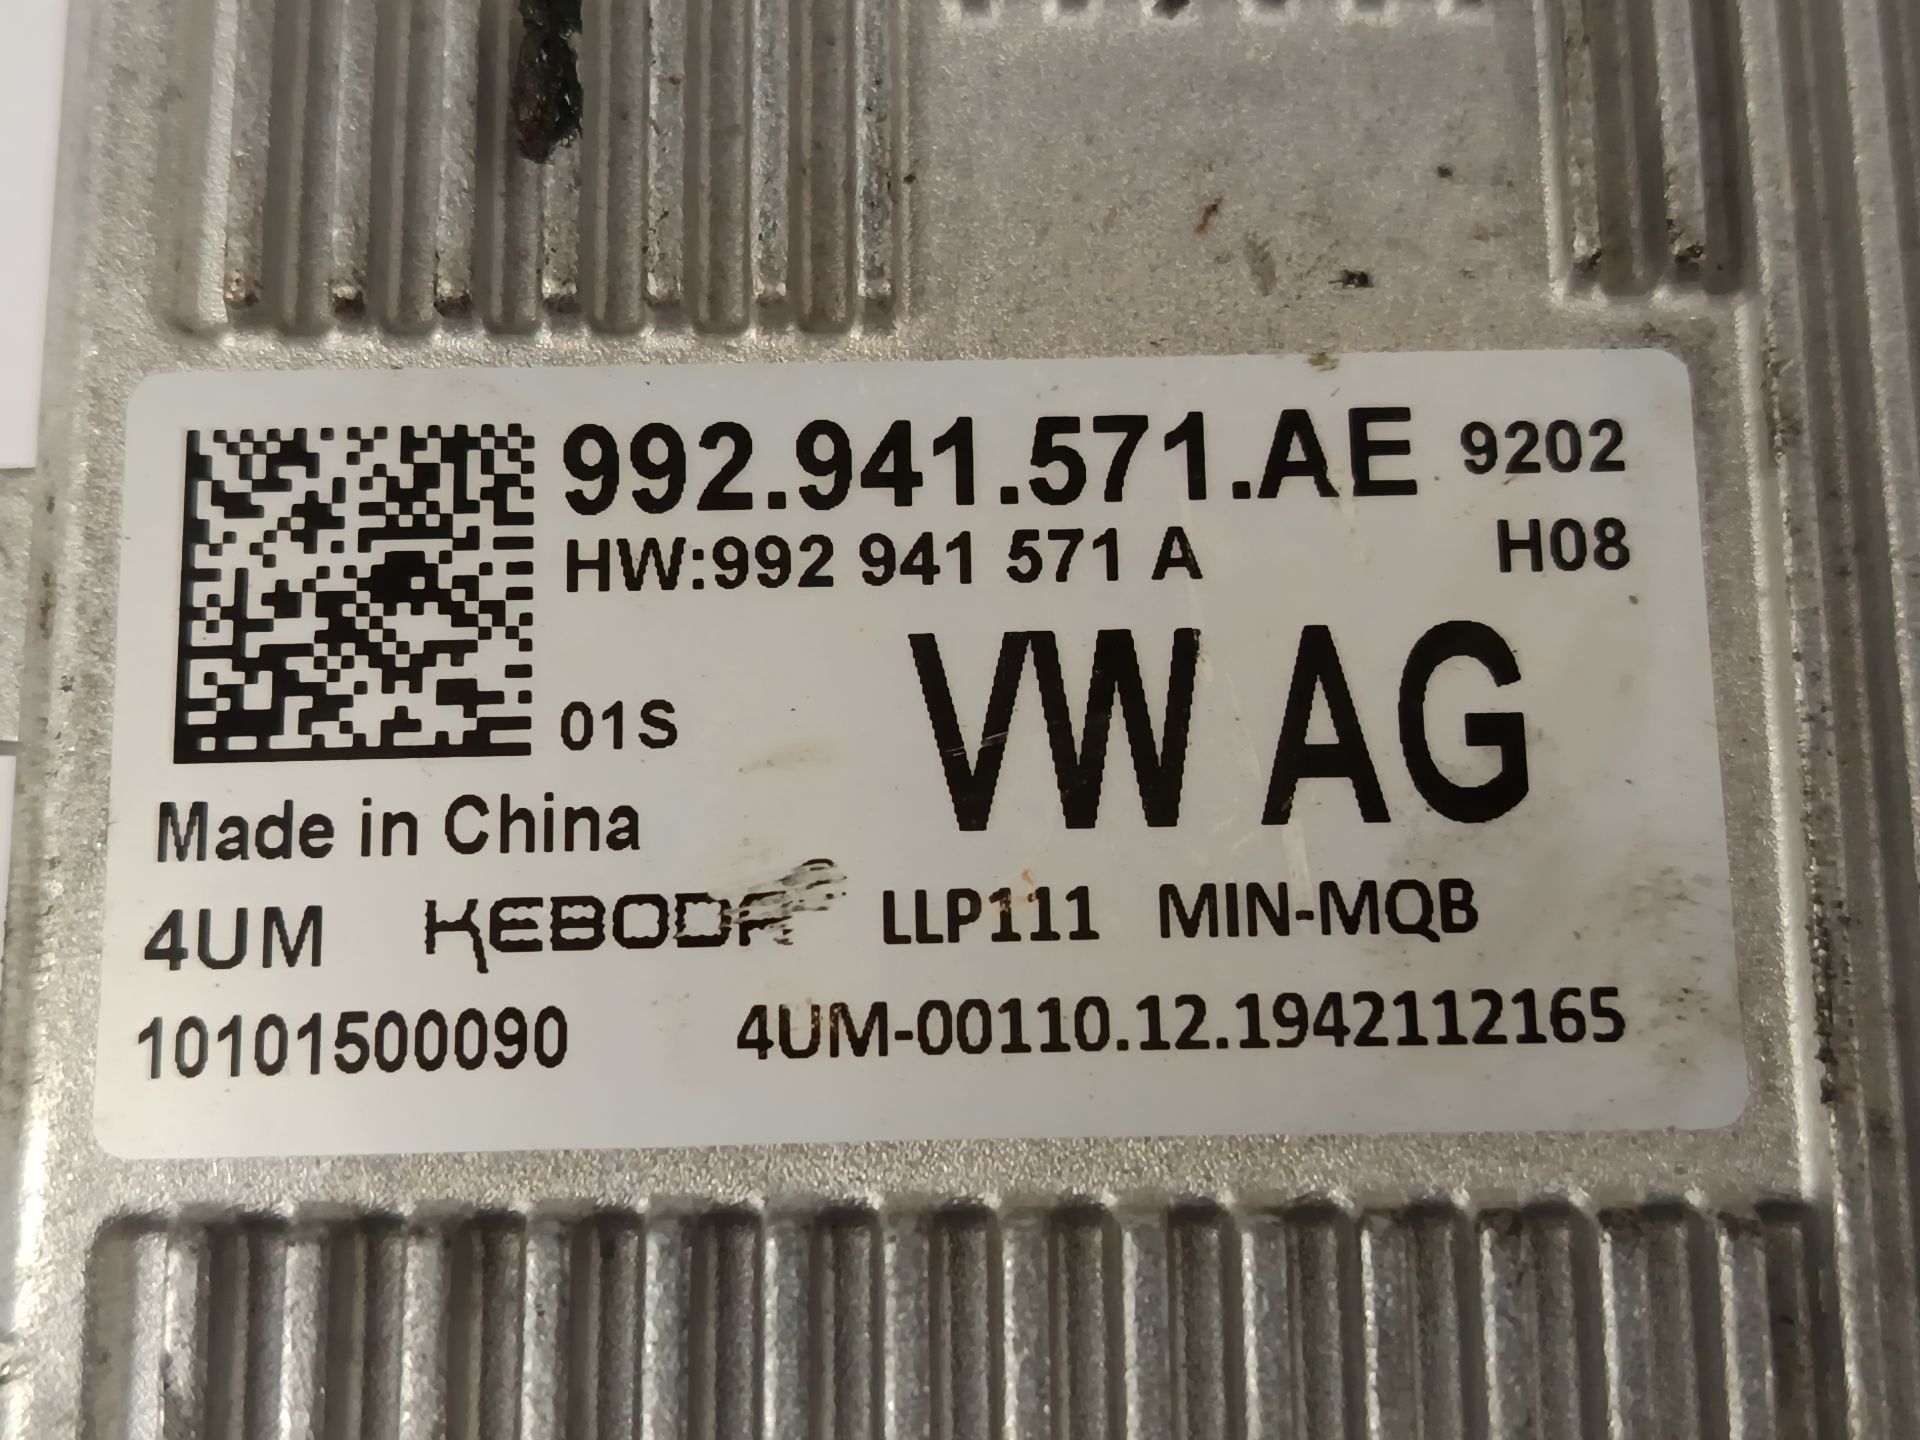 992.941.571.AE 9202
HW:992 941 571 A H08
VW AG
01S
Made in China
4UM KEBODA LLP111 MIN-MQB
10101500090 4UM-00110.12.1942112165